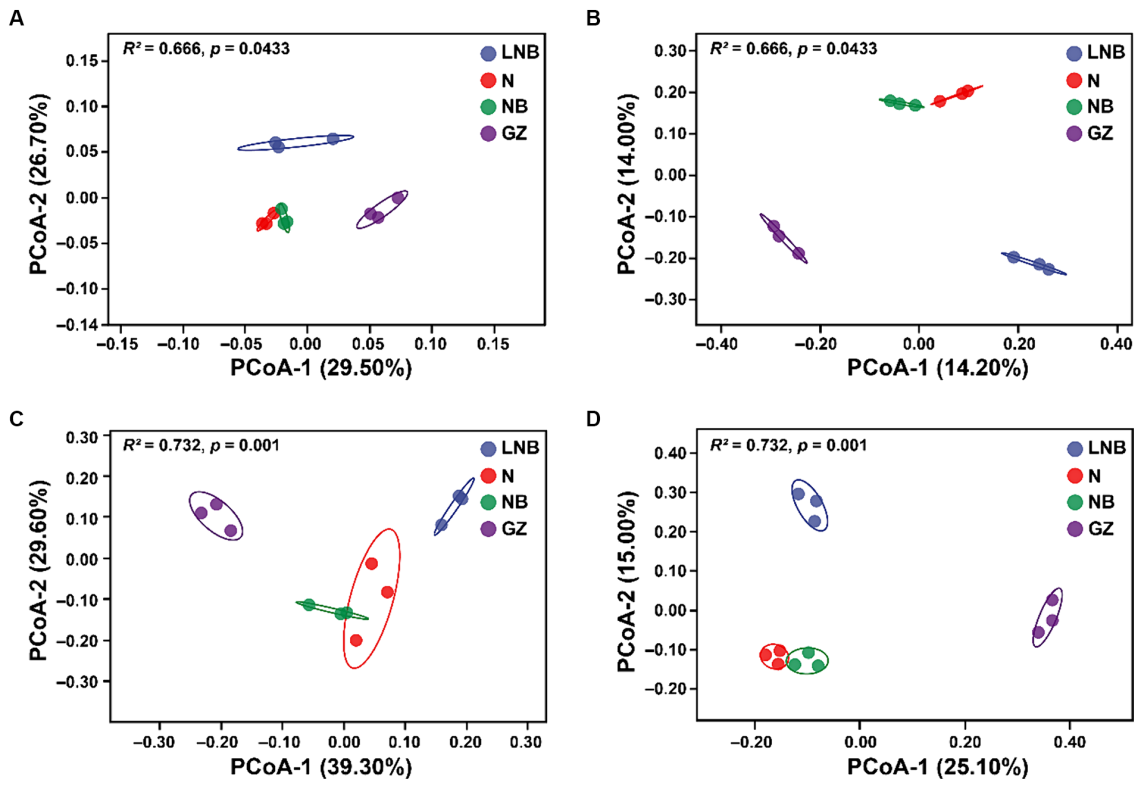 A
R² = 0.666, p = 0.0433
LNB
N
NB
GZ
0.15
0.10
0.05
0.00
−0.05
−0.10
−0.14
PCoA-2 (26.70%)
−0.15 −0.10 −0.05 0.00 0.05 0.10 0.15
PCoA-1 (29.50%)
B
R² = 0.666, p = 0.0433
LNB
N
NB
GZ
0.30
0.20
0.10
0.00
−0.10
−0.20
−0.30
PCoA-2 (14.00%)
−0.40 −0.20 0.00 0.20 0.40
PCoA-1 (14.20%)
C
R² = 0.732, p = 0.001
LNB
N
NB
GZ
0.30
0.20
0.10
0.00
−0.10
−0.20
−0.30
PCoA-2 (29.60%)
−0.30 −0.20 −0.10 0.00 0.10 0.20 0.30
PCoA-1 (39.30%)
D
R² = 0.732, p = 0.001
LNB
N
NB
GZ
0.40
0.30
0.20
0.10
0.00
−0.10
−0.20
PCoA-2 (15.00%)
−0.20 0.00 0.20 0.40
PCoA-1 (25.10%)